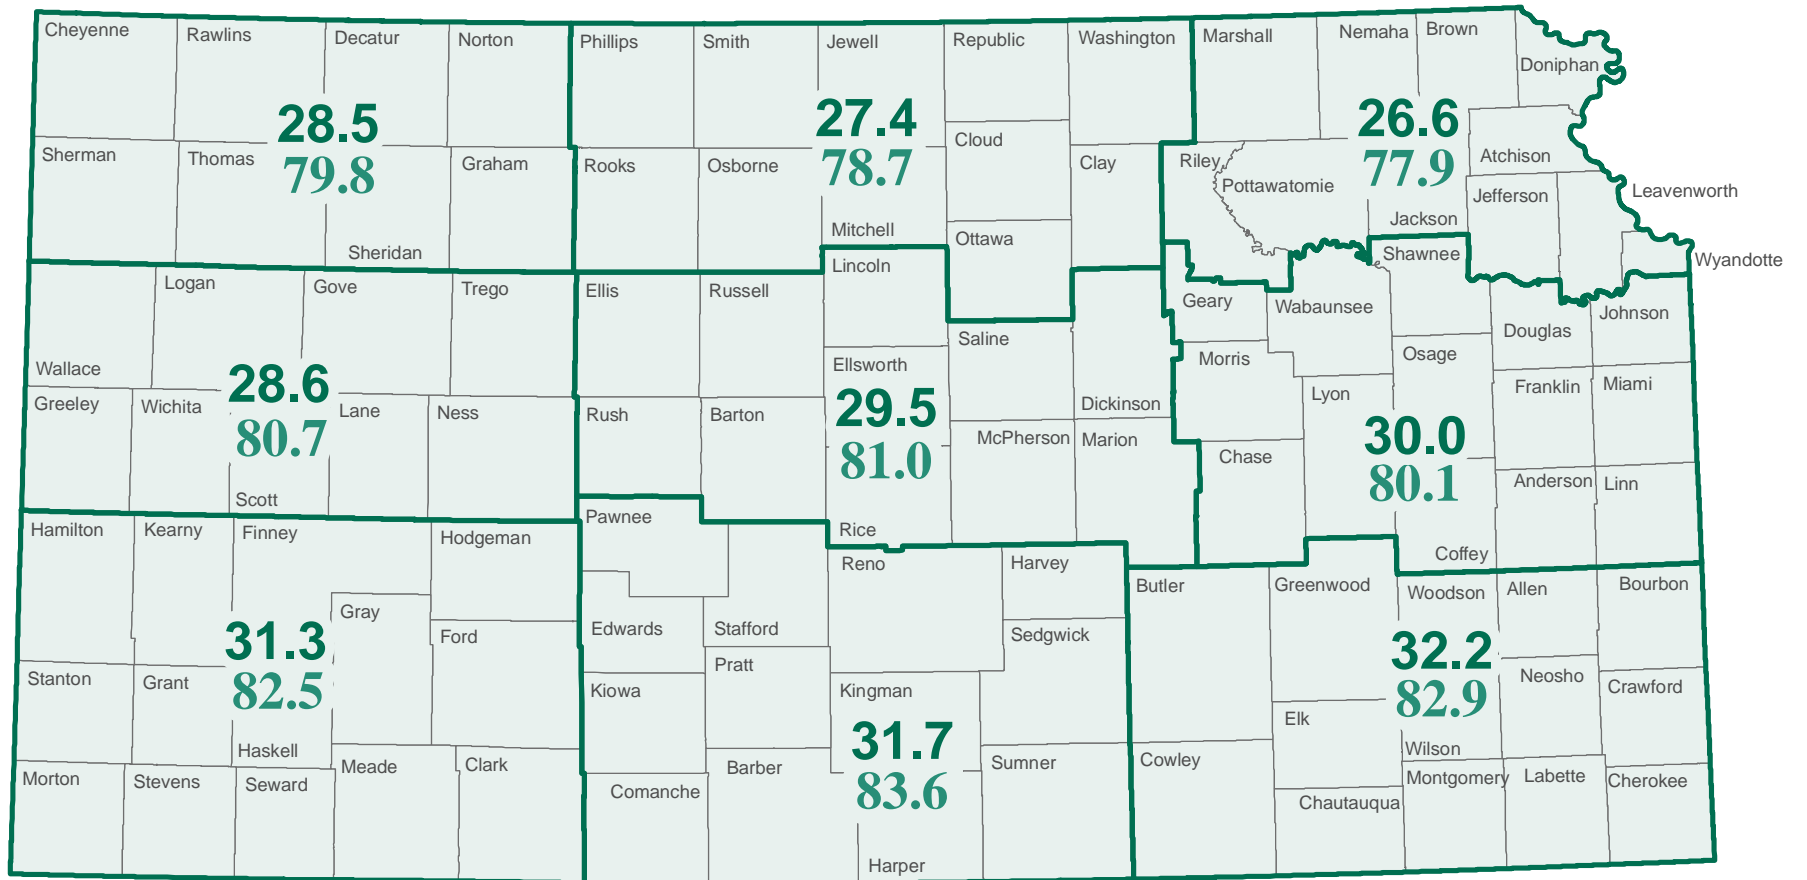 Cheyenne
Rawlins
Decatur
Norton
Phillips
Smith
Jewell
Republic
Washington
Marshall
Nemaha
Brown
Doniphan
28.5
79.8
27.4
78.7
26.6
77.9
Sherman
Thomas
Graham
Rooks
Osborne
Cloud
Clay
Riley
Pottawatomie
Atchison
Jefferson
Leavenworth
Jackson
Mitchell
Ottawa
Sheridan
Shawnee
Wyandotte
Logan
Gove
Trego
Ellis
Russell
Lincoln
Geary
Wabaunsee
Johnson
Douglas
Saline
Wallace
Ellsworth
Morris
Osage
28.6
80.7
29.5
81.0
30.0
80.1
Greeley
Wichita
Lane
Ness
Rush
Barton
Dickinson
Lyon
Franklin
Miami
McPherson
Marion
Chase
Anderson
Linn
Scott
Pawnee
Rice
Coffey
Hamilton
Kearny
Finney
Hodgeman
Reno
Harvey
Butler
Greenwood
Woodson
Allen
Bourbon
Gray
Ford
Edwards
Stafford
Sedgwick
31.3
82.5
31.7
83.6
32.2
82.9
Stanton
Grant
Kiowa
Pratt
Kingman
Neosho
Crawford
Elk
Haskell
Wilson
Morton
Stevens
Seward
Meade
Clark
Comanche
Barber
Sumner
Cowley
Montgomery
Labette
Cherokee
Chautauqua
Harper